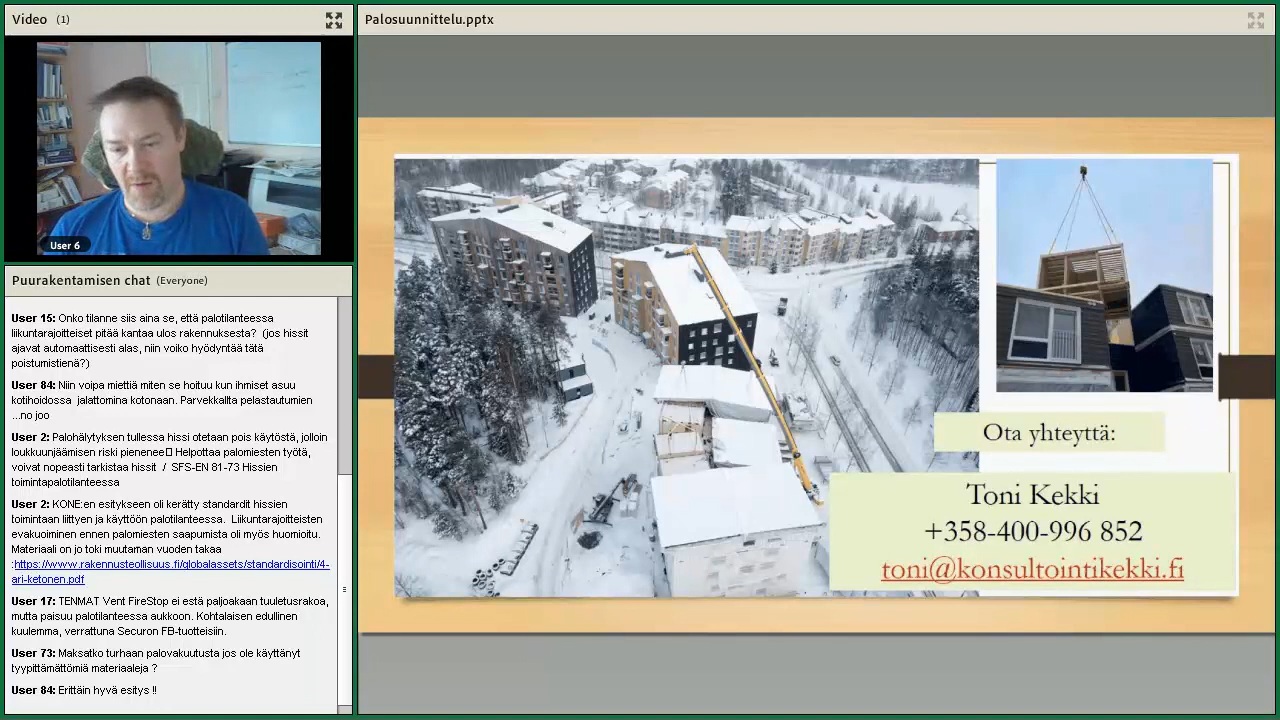 Video (1)
User 6
Puurakentamisen chat (Everyone)
User 15: Onko tilanne siis aina se, että palotilanteessa
liikuntarajoitteiset pitää kantaa ulos rakennuksesta? (jos hissit
ajavat automaattisesti alas, niin voiko hyödyntää tätä
poistumistienä?)
User 84: Niin voipa miettiä miten se hoituu kun ihmiset asuu
kotihoidossa jalattomina kotonaan. Parvekkallta pelastautumien
...no joo
User 2: Palohälytyksen tullessa hissi otetaan pois käytöstä, jolloin
loukkuunjäämisen riski pienenee Helpottaa palomiesten työtä,
voivat nopeasti tarkistaa hissit / SFS-EN 81-73 Hissien
toimintapalotilanteessa
User 2: KONE:en esitykseen oli kerätty standardit hissien
toimintaan liittyen ja käyttöön palotilanteessa. Liikuntarajoitteisten
evakuoiminen ennen palomiesten saapumista oli myös huomioitu.
Materiaali on jo toki muutaman vuoden takaa
:https://www.rakennusteollisuus.fi/globalassets/standardisointi/4-
ari-ketonen.pdf
User 17: TENMAT Vent FireStop ei estä paljoakaan tuuletusrakoa,
mutta paisuu palotilanteessa aukkoon. Kohtalaisen edullinen
kuulemma, verrattuna Securon FB-tuotteisiin.
User 73: Maksatko turhaan palovakuutusta jos ole käyttänyt
tyypittämättömiä materiaaleja ?
User 84: Erittäin hyvä esitys !!
Palosuunnittelu.pptx
Ota yhteyttä:
Toni Kekki
+358-400-996 852
toni@konsultointikekki.fi